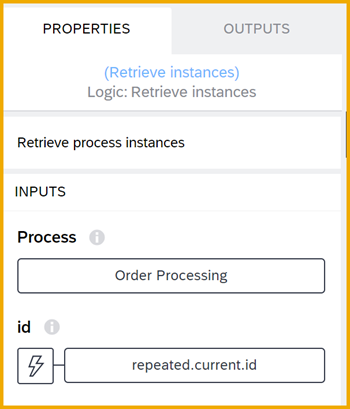 PROPERTIES
OUTPUTS
(Retrieve instances)
Logic: Retrieve instances
Retrieve process instances
INPUTS
Process
Order Processing
id
repeated.current.id